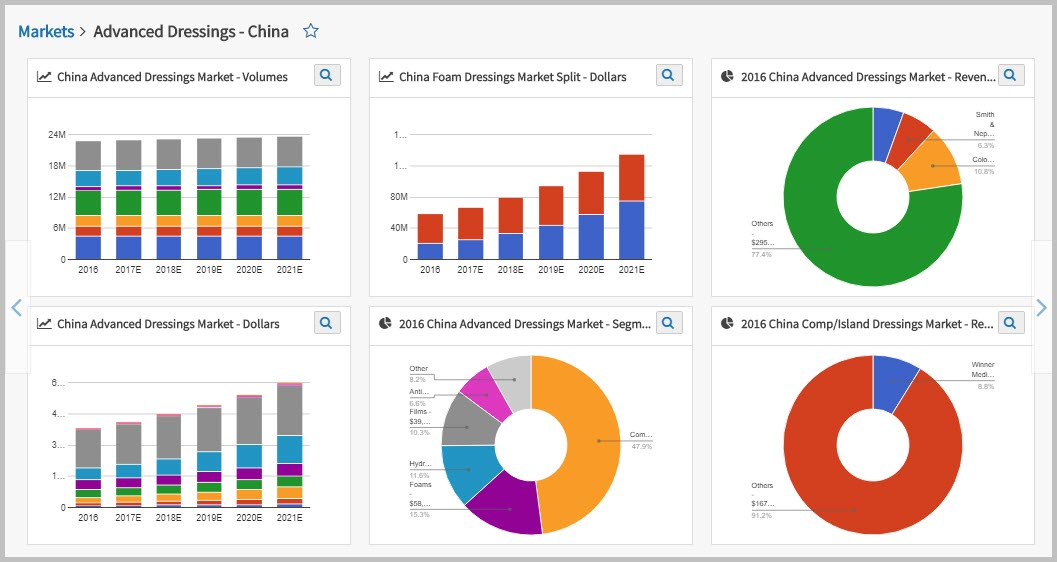 Markets > Advanced Dressings - China
China Advanced Dressings Market - Volumes
24M
18M
12M
6M
0
2016 2017E 2018E 2019E 2020E 2021E
China Foam Dressings Market Split - Dollars
1...
1...
80M
40M
0
2016 2017E 2018E 2019E 2020E 2021E
2016 China Advanced Dressings Market - Reven...
Smith
&
Nep...
6.3%
Colo...
10.8%
Others
-
$295...
77.4%
China Advanced Dressings Market - Dollars
6...
4...
3...
1...
0
2016 2017E 2018E 2019E 2020E 2021E
2016 China Advanced Dressings Market - Segm...
Other
8.2%
Anti...
6.6%
Films -
$39,...
10.3%
Hydr...
11.6%
Foams
-
$58,...
15.3%
Com...
47.9%
2016 China Comp/Island Dressings Market - Re...
Winner
Medi...
8.8%
Others
-
$167...
91.2%